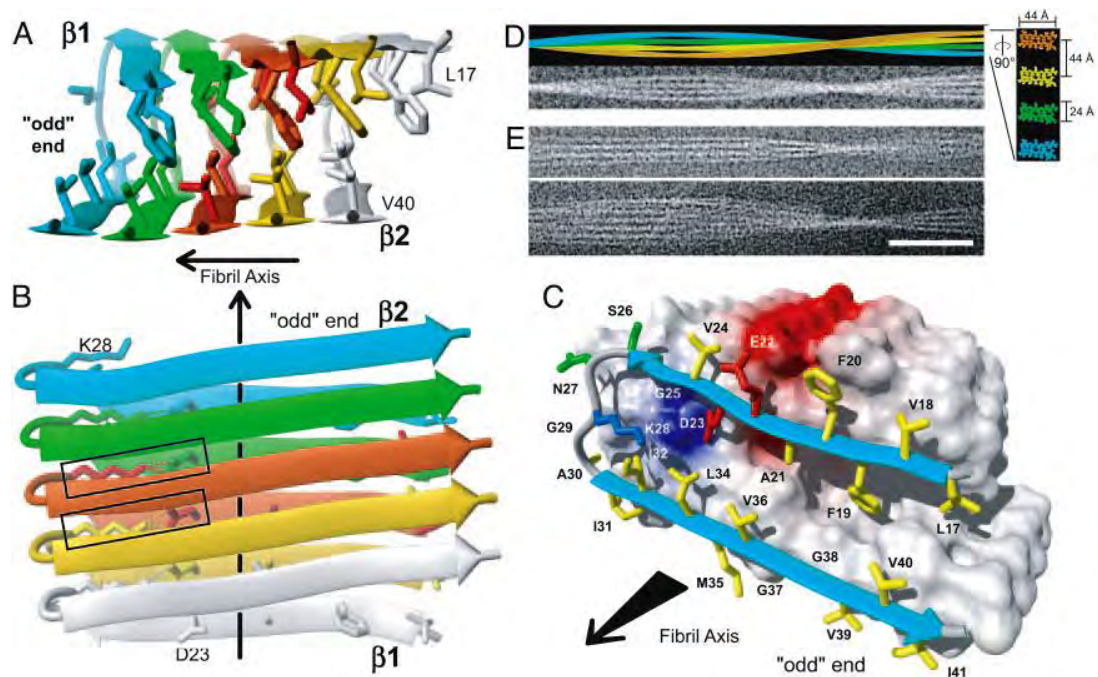 A
β1
L17
"odd"
end
V40
β2
Fibril Axis
B
"odd" end
β2
K28
D23
β1
D
90°
44 Å
44 Å
24 Å
E
C
S26
V24
E22
F20
N27
G25
V18
G29
K28
D23
I32
A30
L34
A21
V36
F19
L17
I31
G38
V40
M35
G37
Fibril Axis
V39
"odd" end
I41